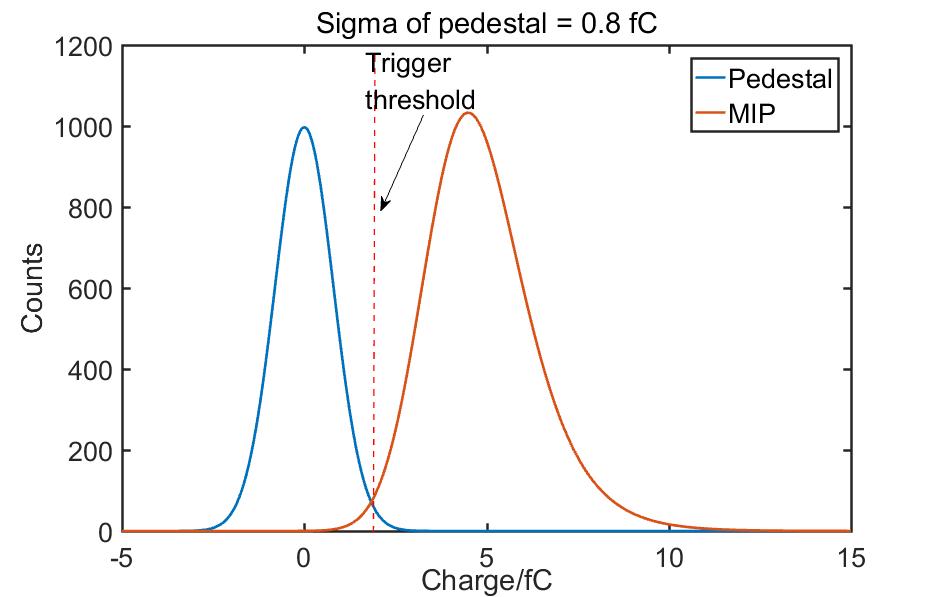 Sigma of pedestal = 0.8 fC
1200
1000
800
600
400
200
0
Counts
Trigger
threshold
Pedestal
MIP
-5
0
5
10
15
Charge/fC